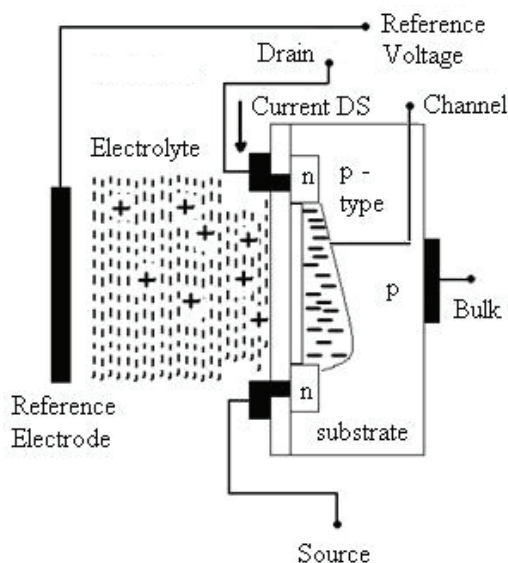 Reference
Voltage
Drain
Current DS
Channel
Electrolyte
n
p -
type
p
Bulk
Reference
Electrode
n
substrate
Source